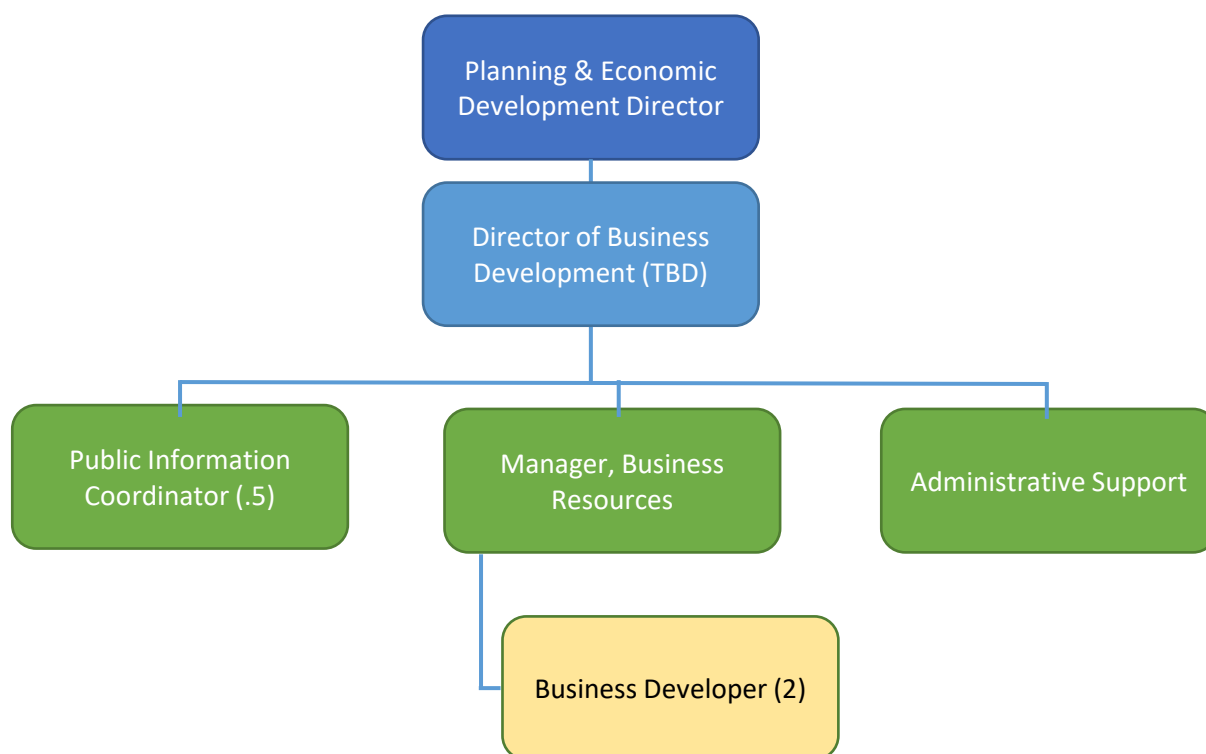 Planning & Economic
Development Director
Director of Business
Development (TBD)
Public Information
Coordinator (.5)
Manager, Business
Resources
Administrative Support
Business Developer (2)